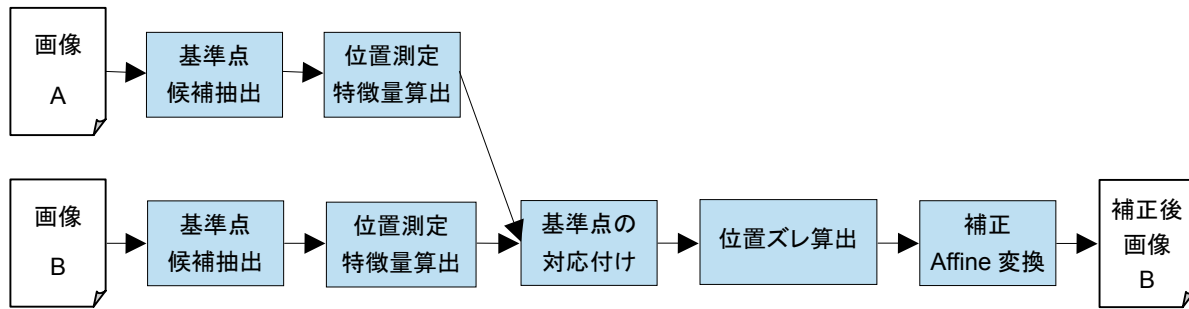 画像
A
基準点
候補抽出
位置測定
特徴量算出
画像
B
基準点
候補抽出
位置測定
特徴量算出
基準点の
対応付け
位置ズレ算出
補正
Affine 変換
補正後
画像
B